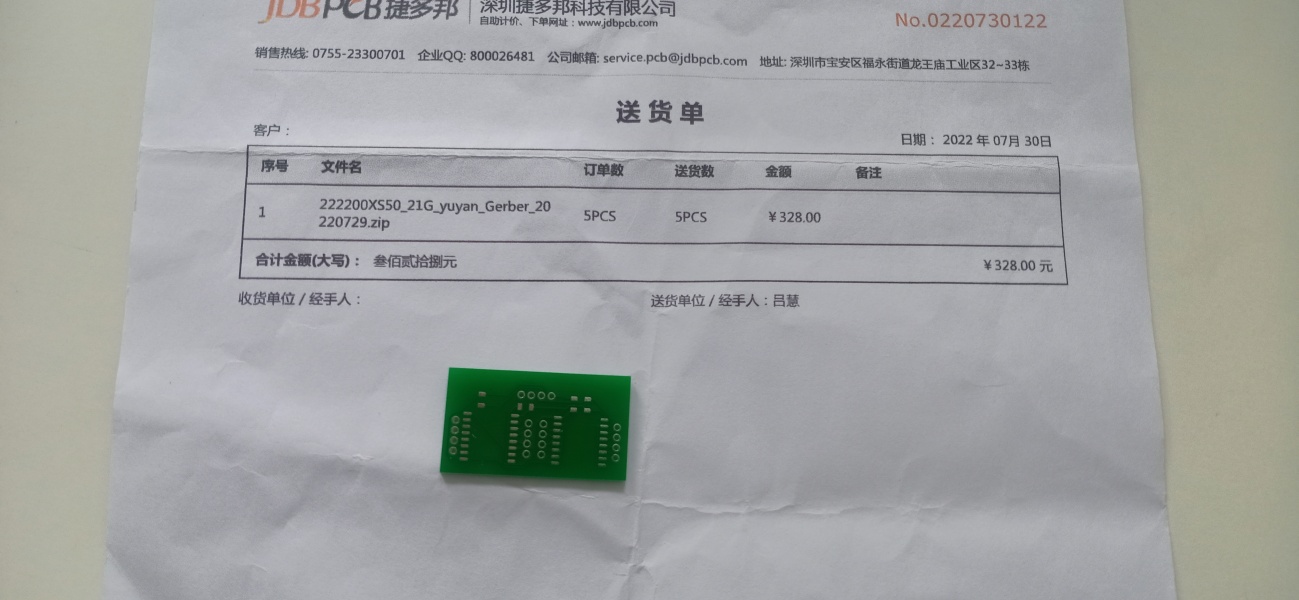 JDBPCB捷多邦 深圳捷多邦科技有限公司
自助计价、下单网址：www.jdbpcb.com
No.0220730122
销售热线: 0755-23300701 企业QQ: 800026481 公司邮箱: service.pcb@jdbpcb.com 地址: 深圳市宝安区福永街道龙王庙工业区32~33栋
送货单
客户：
日期： 2022 年 07月 30日
序号 文件名 订单数 送货数 金额 备注
1 222200XS50_21G_yuyan_Gerber_20 5PCS 5PCS ￥328.00
220729.zip
合计金额(大写)： 叁佰贰拾捌元 ￥328.00 元
收货单位 / 经手人： 送货单位 / 经手人：吕慧